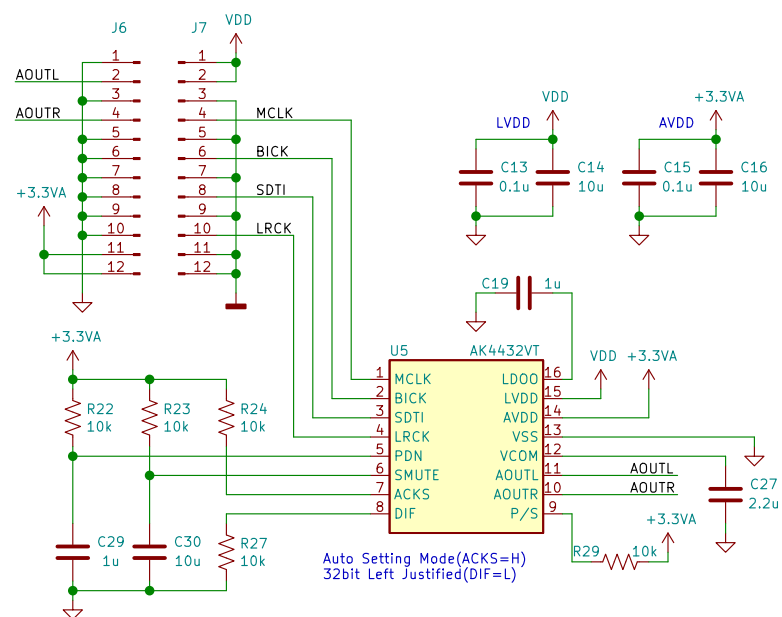 J6
J7
VDD
1
2
3
4
5
6
7
8
9
10
11
12
1
2
3
4
5
6
7
8
9
10
11
12
AOUTL
AOUTR
+3.3VA
MCLK
BICK
SDTI
LRCK
VDD
LVDD
C13
0.1u
C14
10u
+3.3VA
AVDD
C15
0.1u
C16
10u
C19
1u
+3.3VA
R22
10k
R23
10k
R24
10k
U5
AK4432VT
1
MCLK
2
BICK
3
SDTI
4
LRCK
5
PDN
6
SMUTE
7
ACKS
8
DIF
LDOO
16
LVDD
15
AVDD
14
VSS
13
VCOM
12
AOUTL
11
AOUTR
10
P/S
9
VDD
+3.3VA
AOUTL
AOUTR
C27
2.2u
+3.3VA
R29
10k
C29
1u
C30
10u
R27
10k
Auto Setting Mode(ACKS=H)
32bit Left Justified(DIF=L)